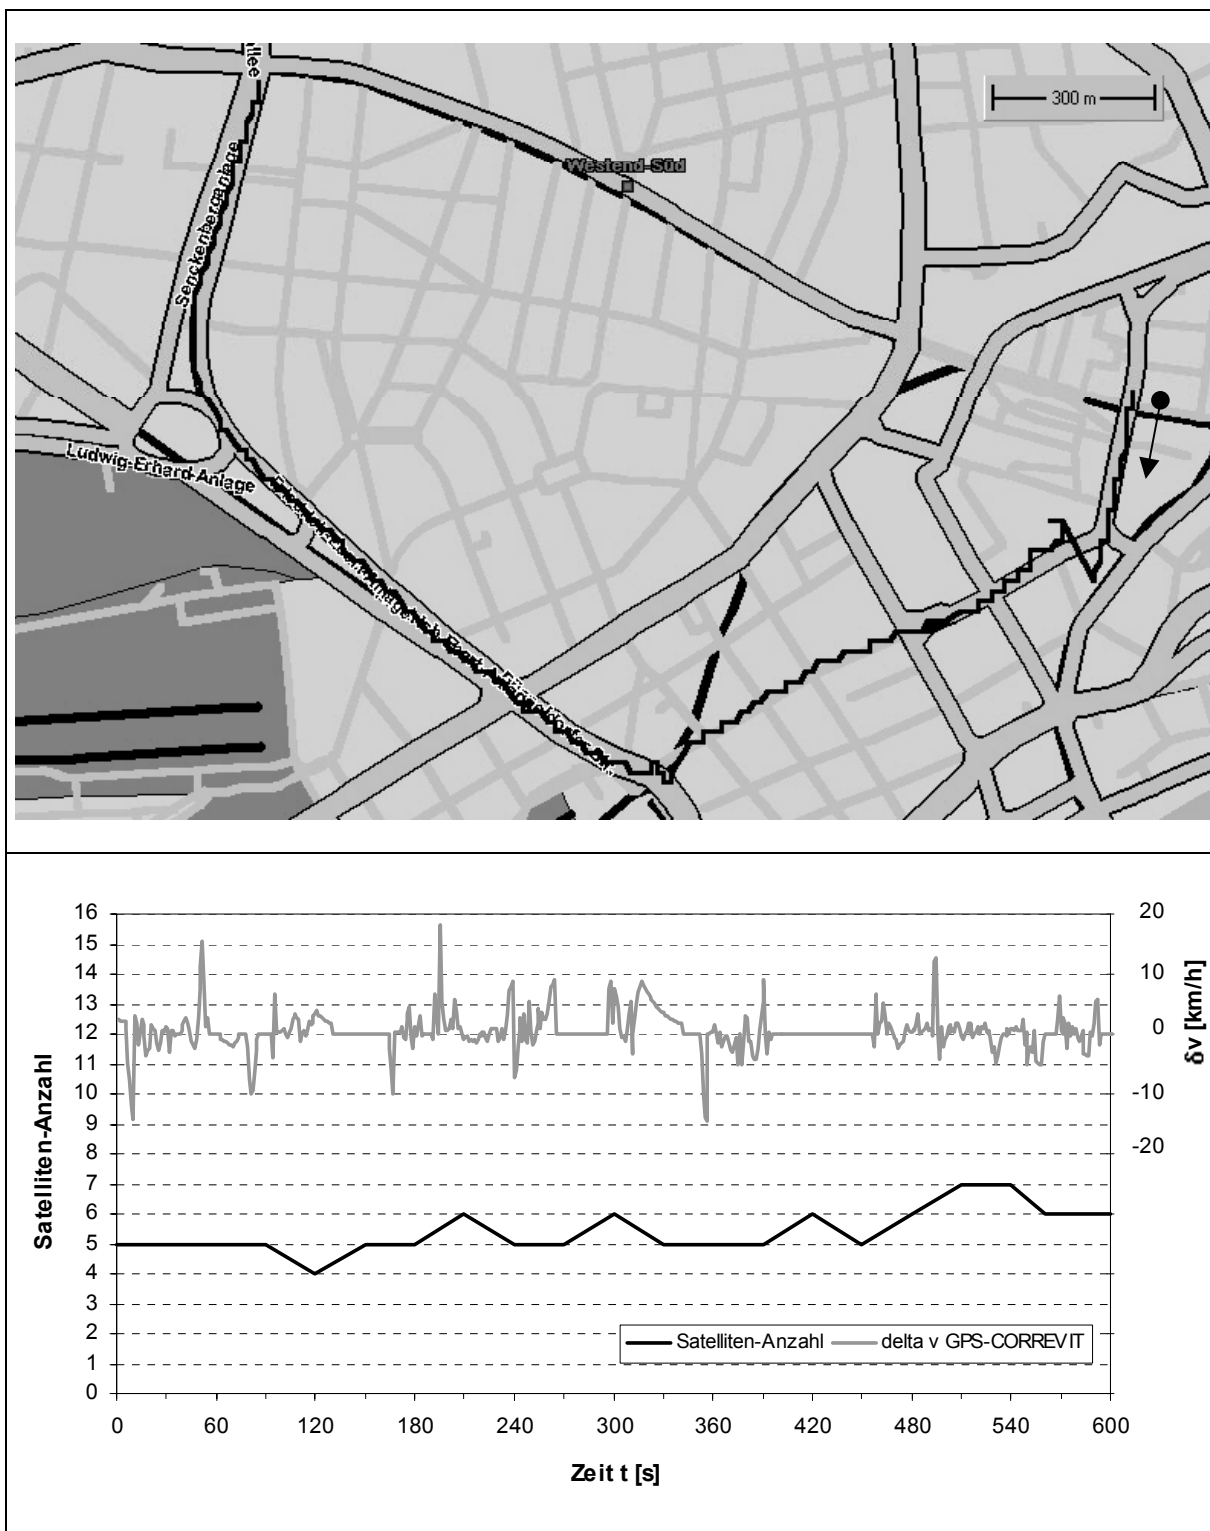 allee
300 m
Westend-Süd
Senckenberganlage
Ludwig-Erhard-Anlage
16
15
14
13
12
11
10
9
8
7
6
5
4
3
2
1
0
20
10
0
-10
-20
Satelliten-Anzahl
δv [km/h]
Satelliten-Anzahl
delta v GPS-CORREVIT
0 60 120 180 240 300 360 420 480 540 600
Zeit t [s]